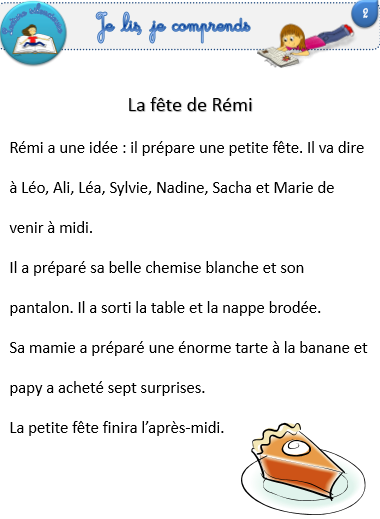 Je lis, je comprends
2
La fête de Rémi
Rémi a une idée : il prépare une petite fête. Il va dire
à Léo, Ali, Léa, Sylvie, Nadine, Sacha et Marie de
venir à midi.
Il a préparé sa belle chemise blanche et son
pantalon. Il a sorti la table et la nappe brodée.
Sa mamie a préparé une énorme tarte à la banane et
papy a acheté sept surprises.
La petite fête finira l’après-midi.